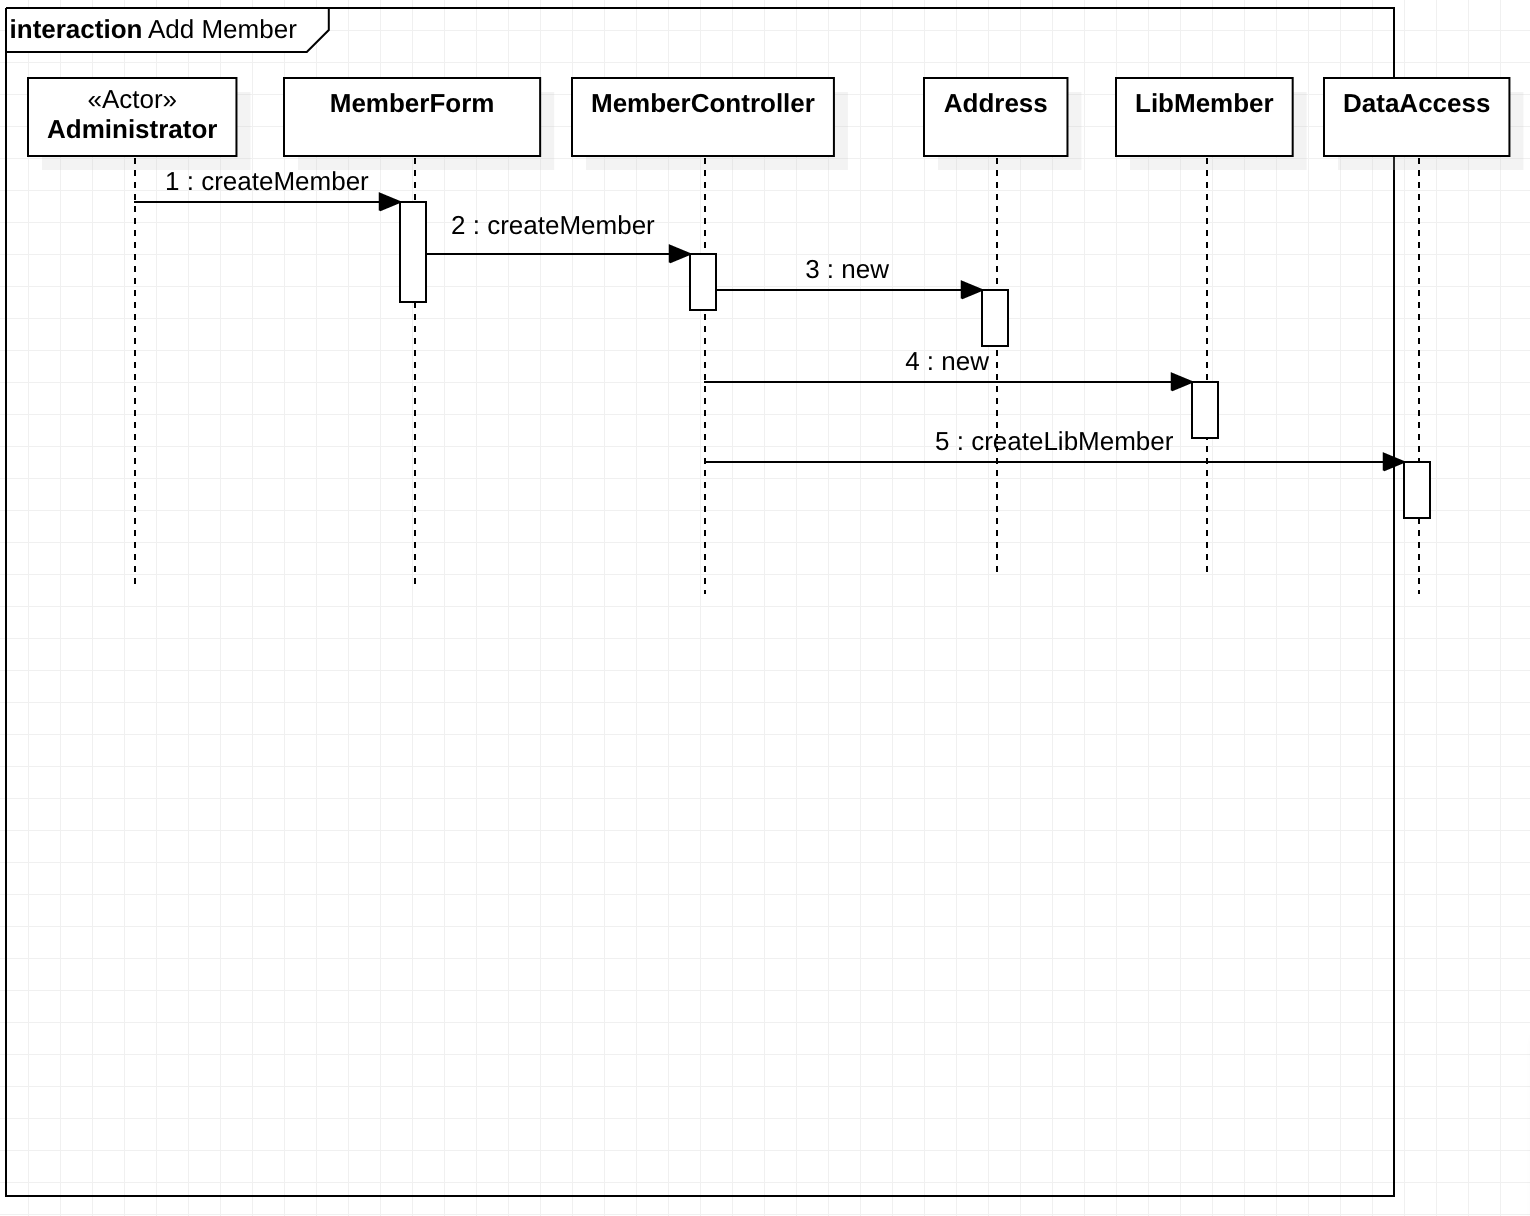 interaction Add Member
«Actor»
Administrator
MemberForm
MemberController
Address
LibMember
DataAccess
1 : createMember
2 : createMember
3 : new
4 : new
5 : createLibMember